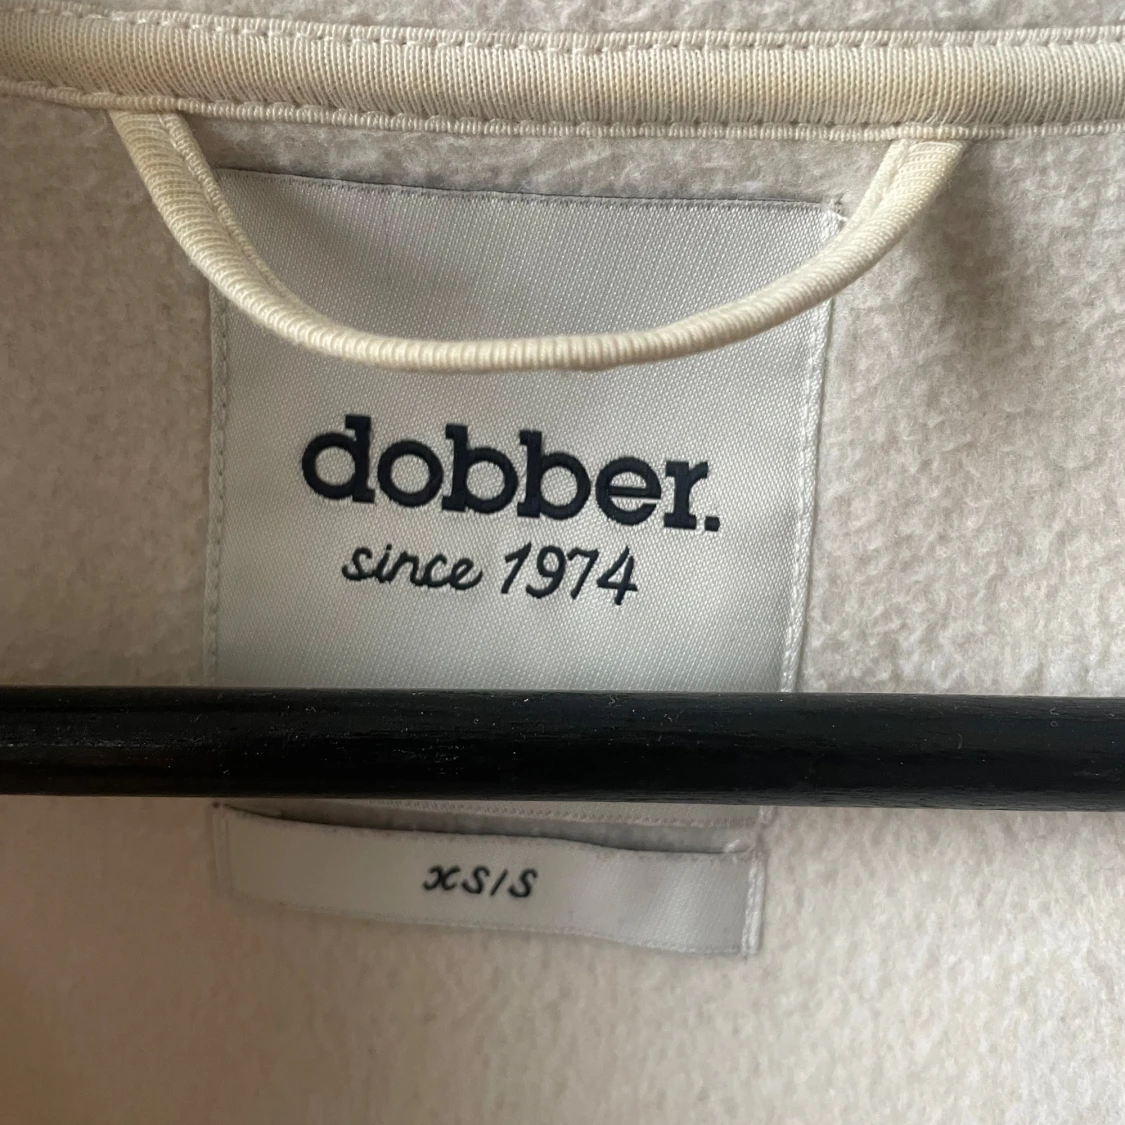 dobber.
since 1974
XS/S